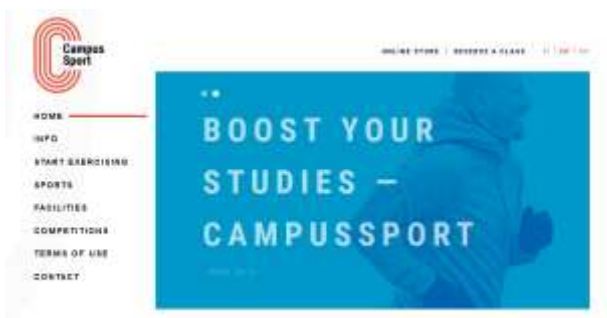 Campus
Sport
ONLINE STORE | RESERVE A CLASS
HOME
INFO
START EXERCISING
SPORTS
FACILITIES
COMPETITIONS
TERMS OF USE
CONTACT
BOOST YOUR
STUDIES –
CAMPUSSPORT